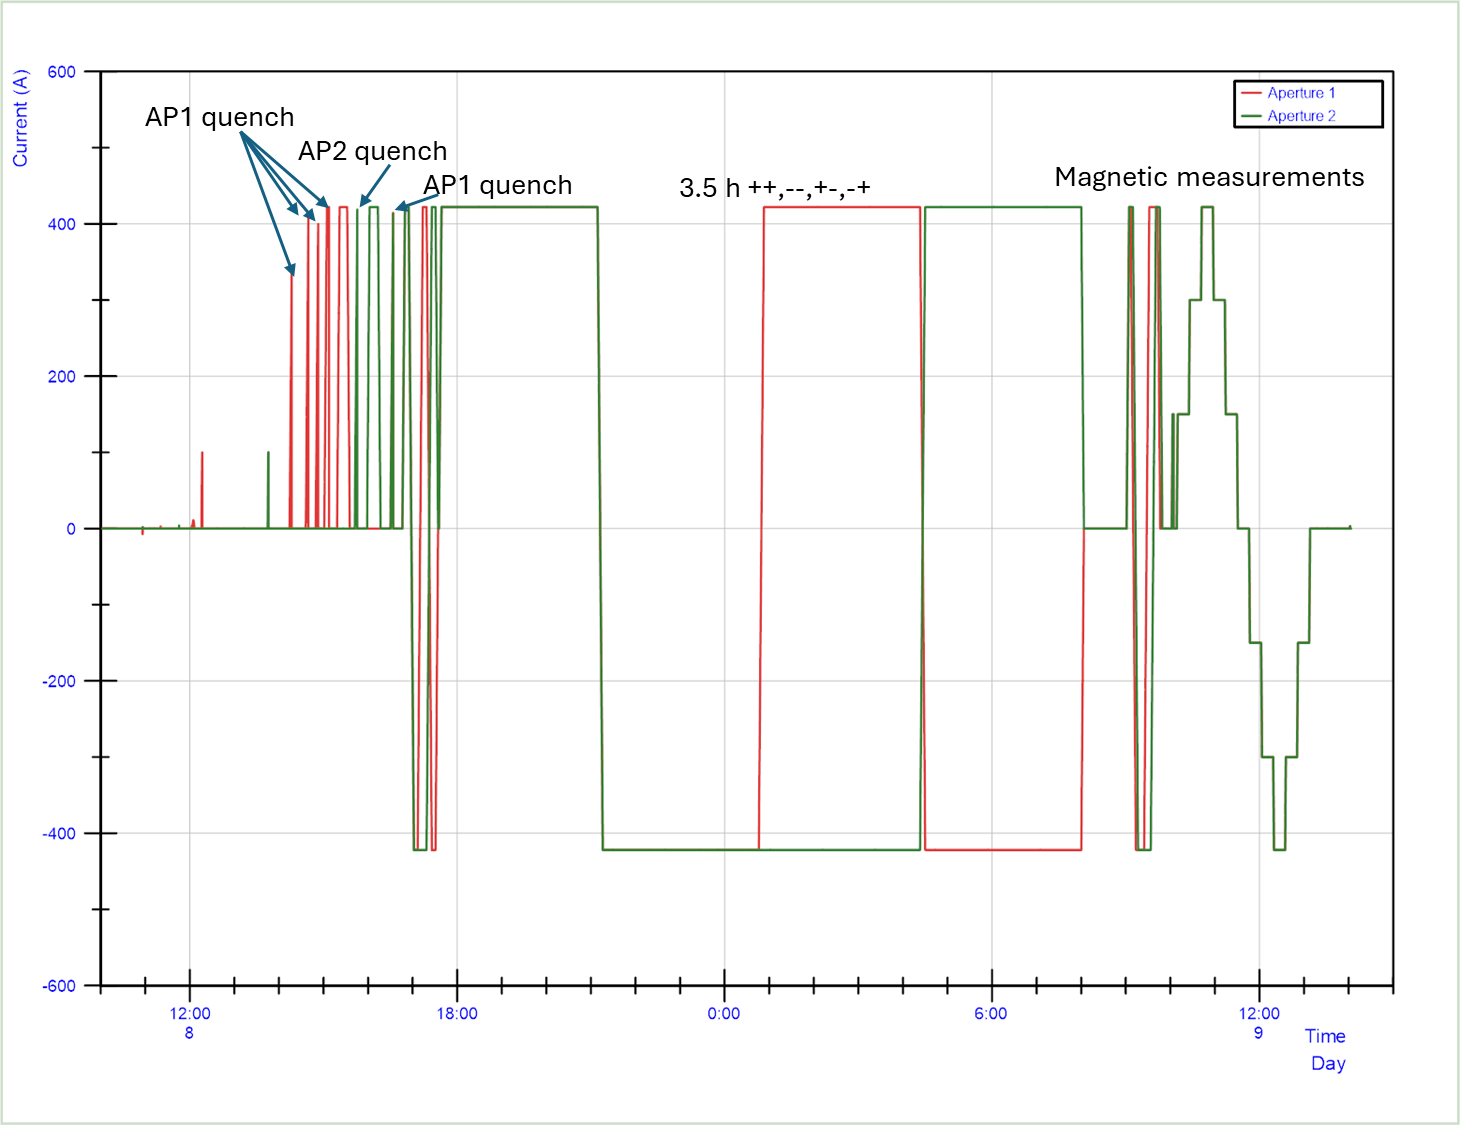 Current (A)
600
400
200
0
-200
-400
-600
AP1 quench
AP2 quench
AP1 quench
3.5 h ++,--,+-,-+
Magnetic measurements
Aperture 1
Aperture 2
12:00
8
18:00
0:00
6:00
12:00
9
Time
Day